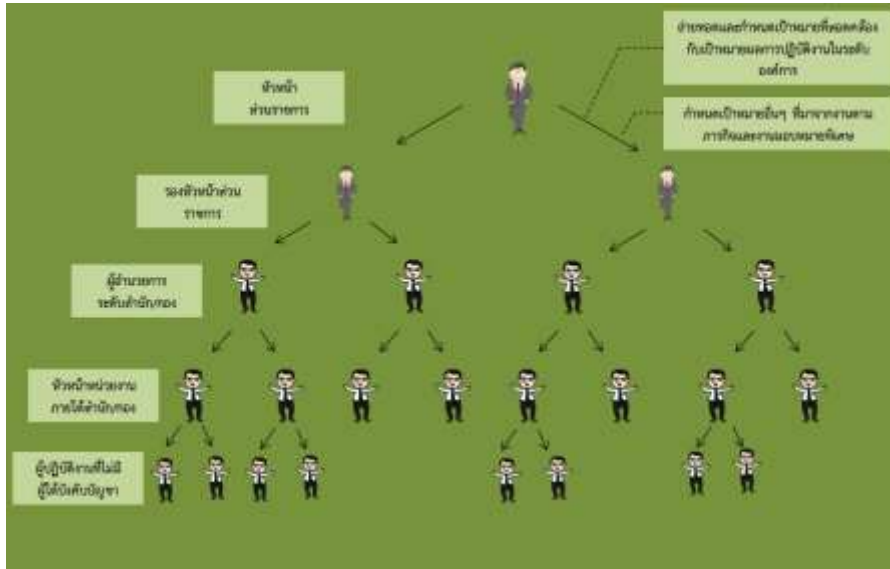 ถ่ายทอดและกำหนดเป้าหมายที่สอดคล้อง
กับเป้าหมายผลการปฏิบัติงานในระดับ
องค์การ
หัวหน้า
ส่วนราชการ
กำหนดเป้าหมายอื่นๆ ที่มาจากงานตาม
ภารกิจและงานมอบหมายพิเศษ
รองหัวหน้าส่วน
ราชการ
ผู้อำนวยการ
ระดับสำนัก/กอง
หัวหน้าหน่วยงาน
ภายใต้สำนัก/กอง
ผู้ปฏิบัติงานที่ไม่มี
ผู้ใต้บังคับบัญชา